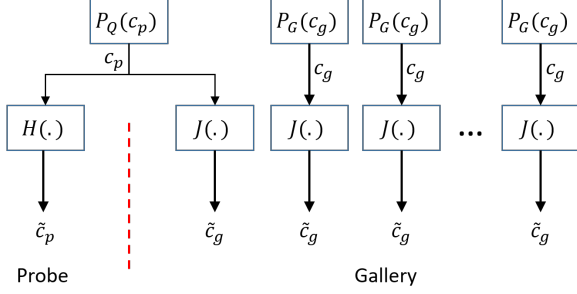 P_Q(c_p) P_G(c_g) P_G(c_g) P_G(c_g)
c_p c_g c_g c_g
H(.) J(.) J(.) J(.) ... J(.)
c̃_p c̃_g c̃_g c̃_g c̃_g
Probe Gallery